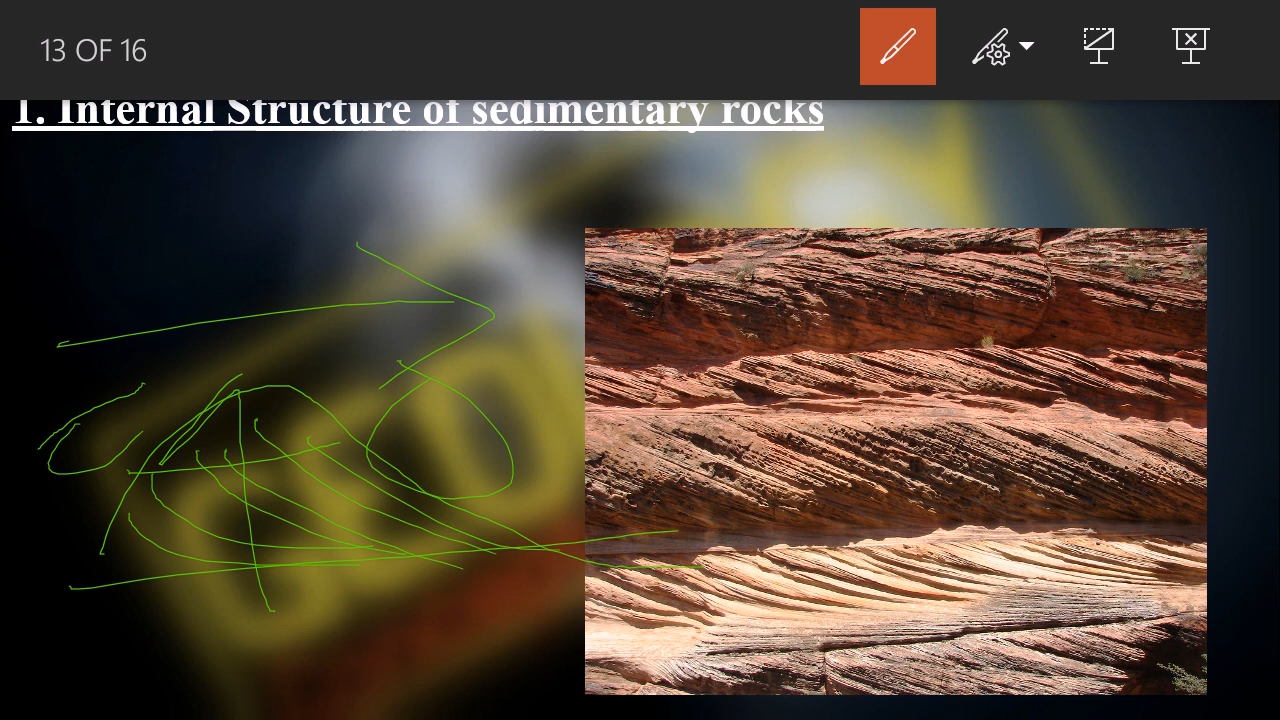 13 OF 16
1. Internal Structure of sedimentary rocks